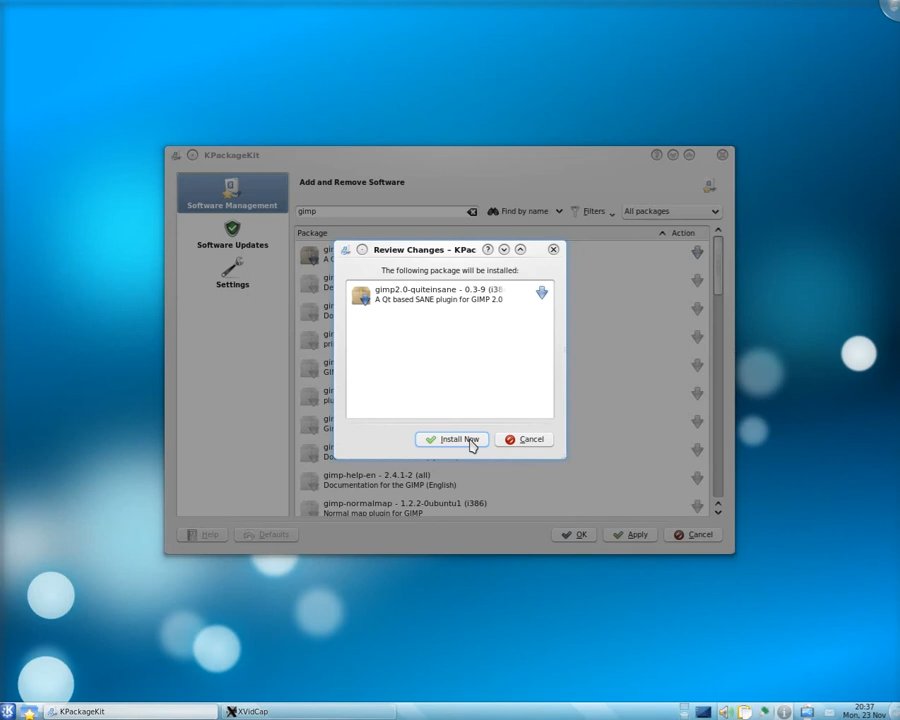 KPackageKit
Software Management
Software Updates
Settings
Add and Remove Software
gimp
Find by name
Filters
All packages
Package
Action
Review Changes – KPac
The following package will be installed:
gimp2.0-quiteinsane - 0.3-9 (i38
A Qt based SANE plugin for GIMP 2.0
Install Now
Cancel
gimp-help-en - 2.4.1-2 (all)
Documentation for the GIMP (English)
gimp-normalmap - 1.2.2-0ubuntu1 (i386)
Normal map plugin for GIMP
Help
Defaults
OK
Apply
Cancel
KPackageKit
XVidCap
20:37
Mon, 23 Nov